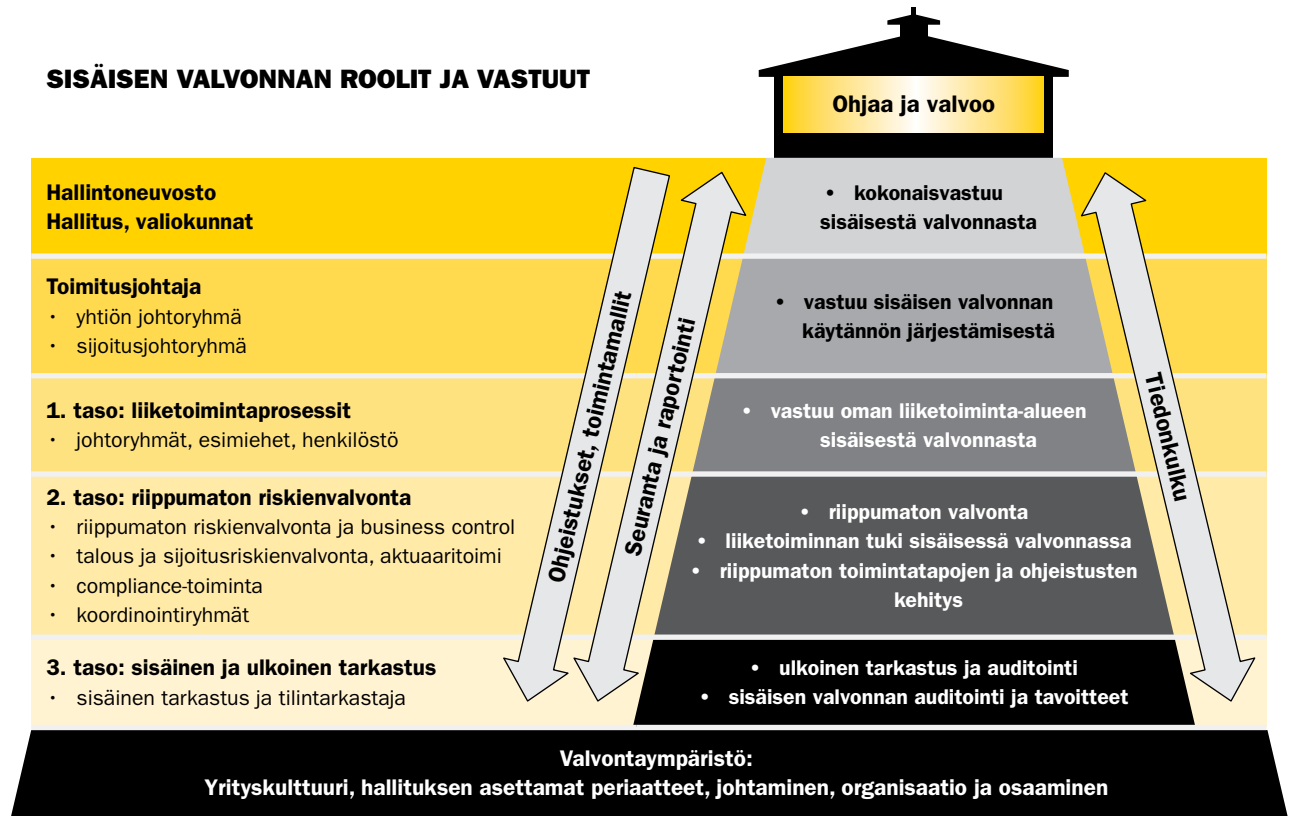 SISÄISEN VALVONNAN ROOLIT JA VASTUUT
Ohjaa ja valvoo
Hallintoneuvosto
Hallitus, valiokunnat
• kokonaisvastuu
sisäisestä valvonnasta
Toimitusjohtaja
· yhtiön johtoryhmä
· sijoitusjohtoryhmä
• vastuu sisäisen valvonnan
käytännön järjestämisestä
1. taso: liiketoimintaprosessit
· johtoryhmät, esimiehet, henkilöstö
• vastuu oman liiketoiminta-alueen
sisäisestä valvonnasta
2. taso: riippumaton riskienvalvonta
· riippumaton riskienvalvonta ja business control
· talous ja sijoitusriskienvalvonta, aktuaaritoimi
· compliance-toiminta
· koordinointiryhmät
• riippumaton valvonta
• liiketoiminnan tuki sisäisessä valvonnassa
• riippumaton toimintatapojen ja ohjeistusten
kehitys
3. taso: sisäinen ja ulkoinen tarkastus
· sisäinen tarkastus ja tilintarkastaja
• ulkoinen tarkastus ja auditointi
• sisäisen valvonnan auditointi ja tavoitteet
Ohjeistukset, toimintamallit
Seuranta ja raportointi
Tiedonkulku
Valvontaympäristö:
Yrityskulttuuri, hallituksen asettamat periaatteet, johtaminen, organisaatio ja osaaminen